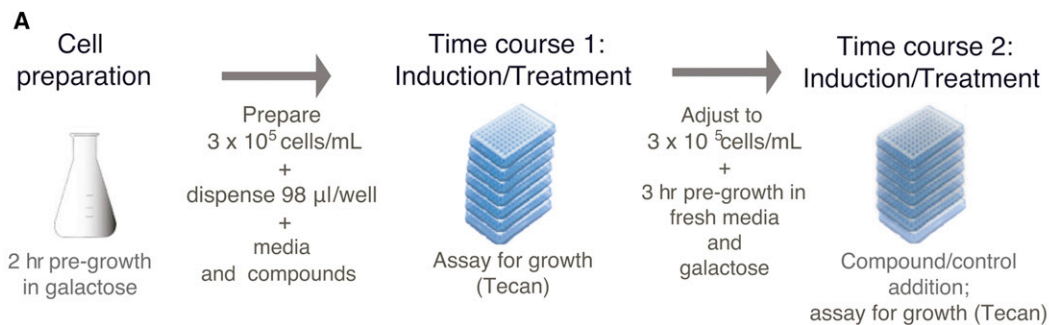 A
Cell
preparation
2 hr pre-growth
in galactose
Prepare
3 x 10⁵ cells/mL
+
dispense 98 µl/well
+
media
and compounds
Time course 1:
Induction/Treatment
Assay for growth
(Tecan)
Adjust to
3 x 10 ⁵cells/mL
+
3 hr pre-growth in
fresh media
and
galactose
Time course 2:
Induction/Treatment
Compound/control
addition;
assay for growth (Tecan)